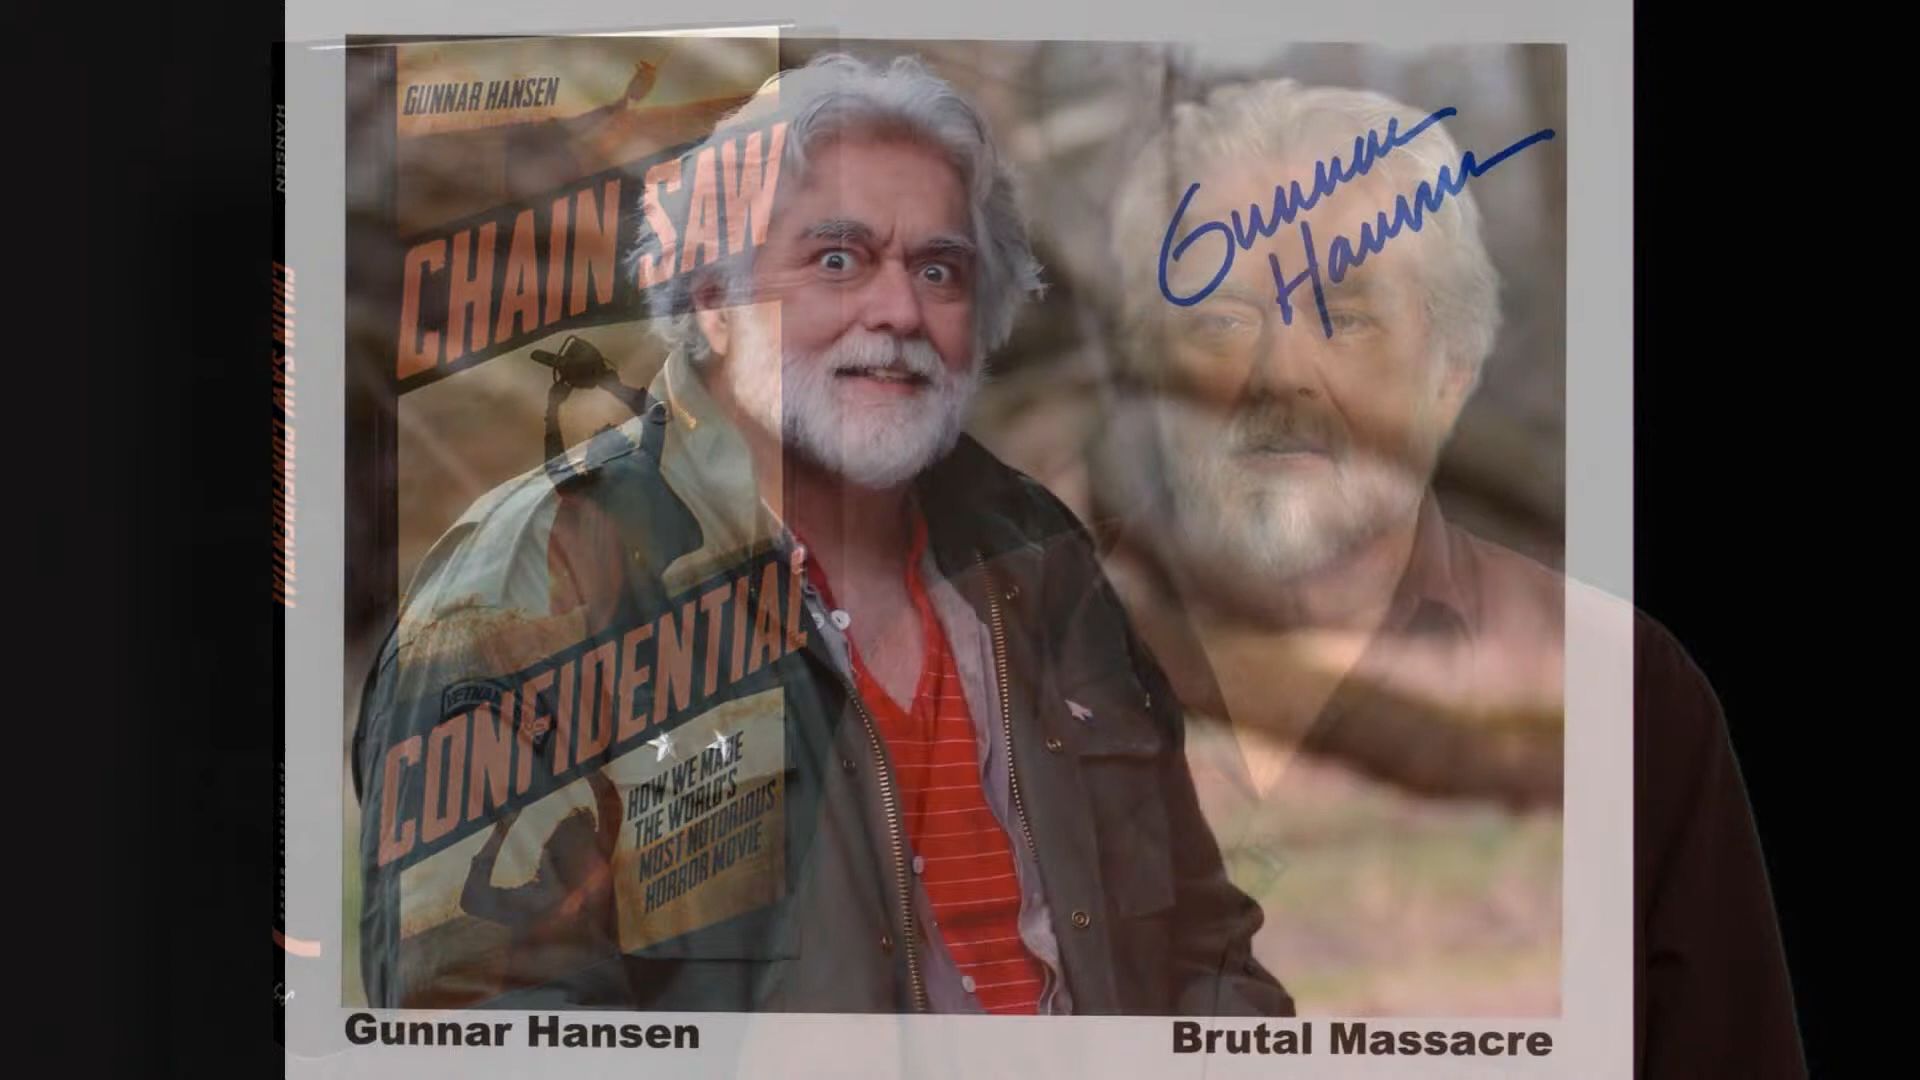 GUNNAR HANSEN
CHAIN SAW
CONFIDENTIAL
HOW WE MADE
THE WORLD'S
MOST NOTORIOUS
HORROR MOVIE
Gunnar
Hansen
VIETNAM
HANSEN
CHAIN SAW CONFIDENTIAL
Gunnar Hansen
Brutal Massacre